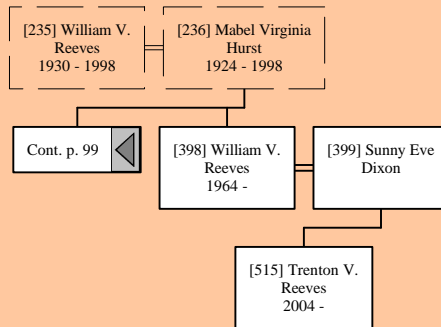 [235] William V.
Reeves
1930 - 1998
[236] Mabel Virginia
Hurst
1924 - 1998
Cont. p. 99
[398] William V.
Reeves
1964 -
[399] Sunny Eve
Dixon
[515] Trenton V.
Reeves
2004 -